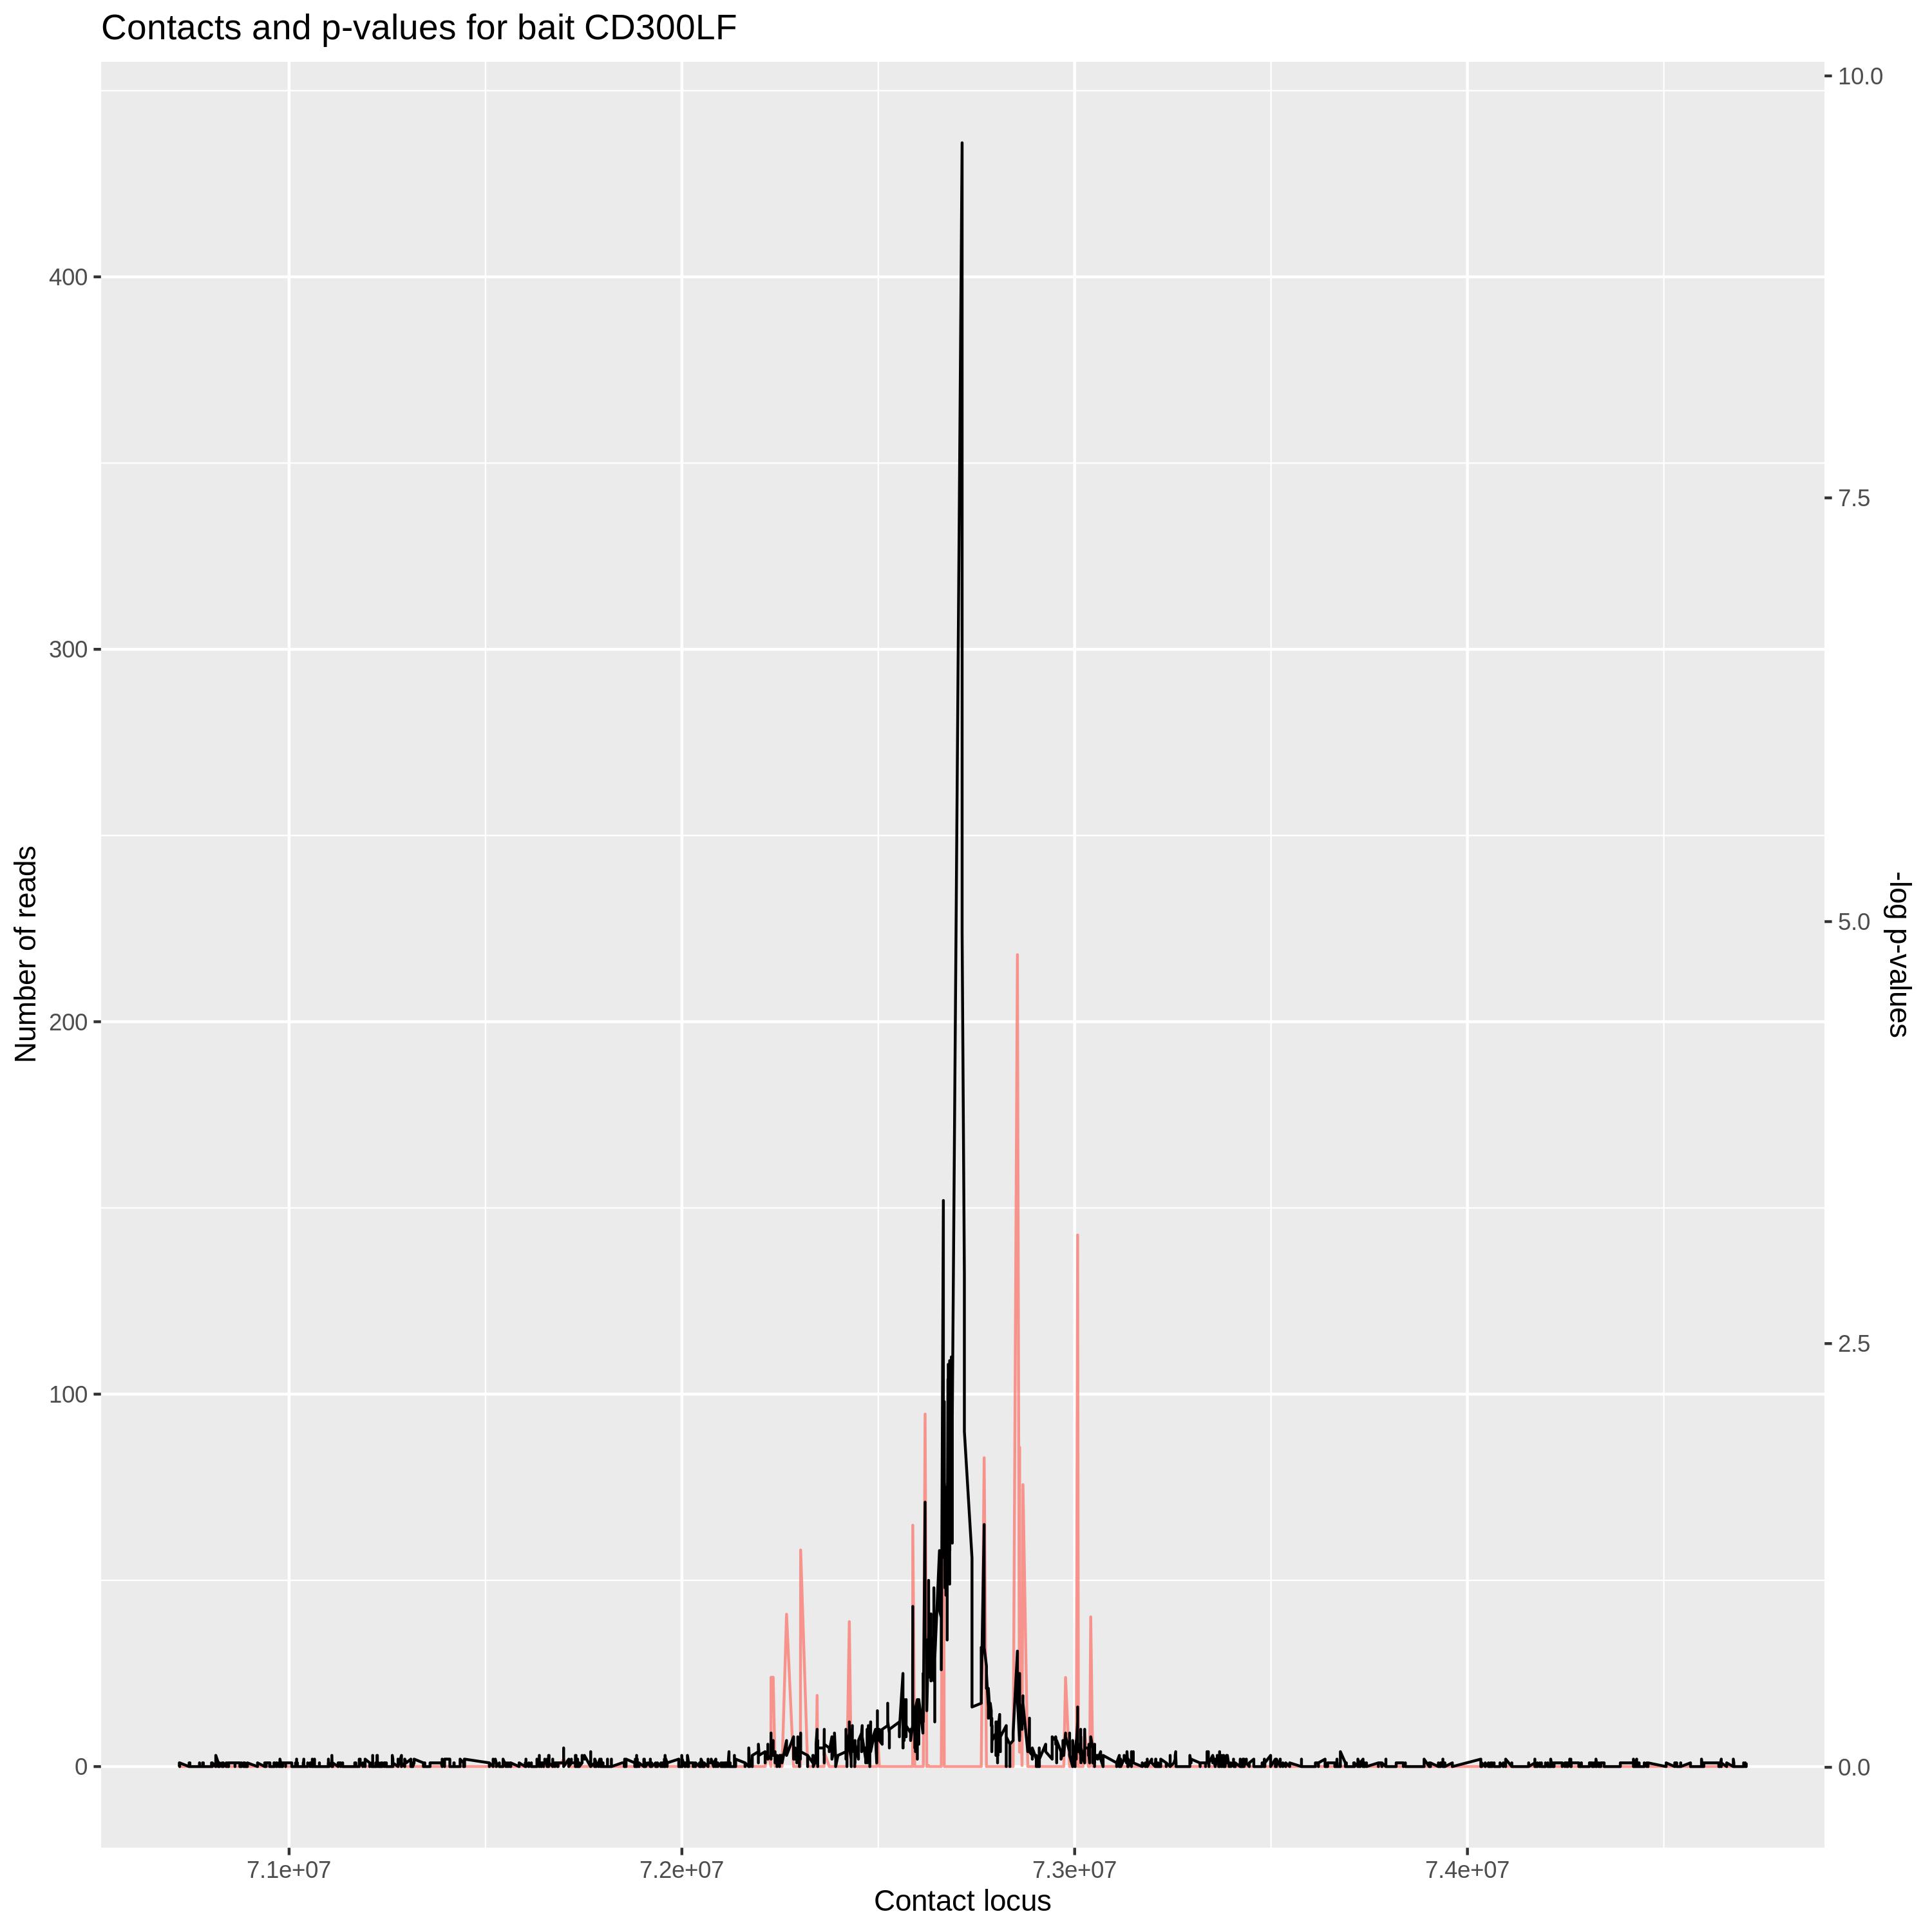 Contacts and p-values for bait CD300LF
10.0
400
7.5
300
Number of reads
5.0
-log p-values
200
2.5
100
0
0.0
7.1e+07
7.2e+07
7.3e+07
7.4e+07
Contact locus